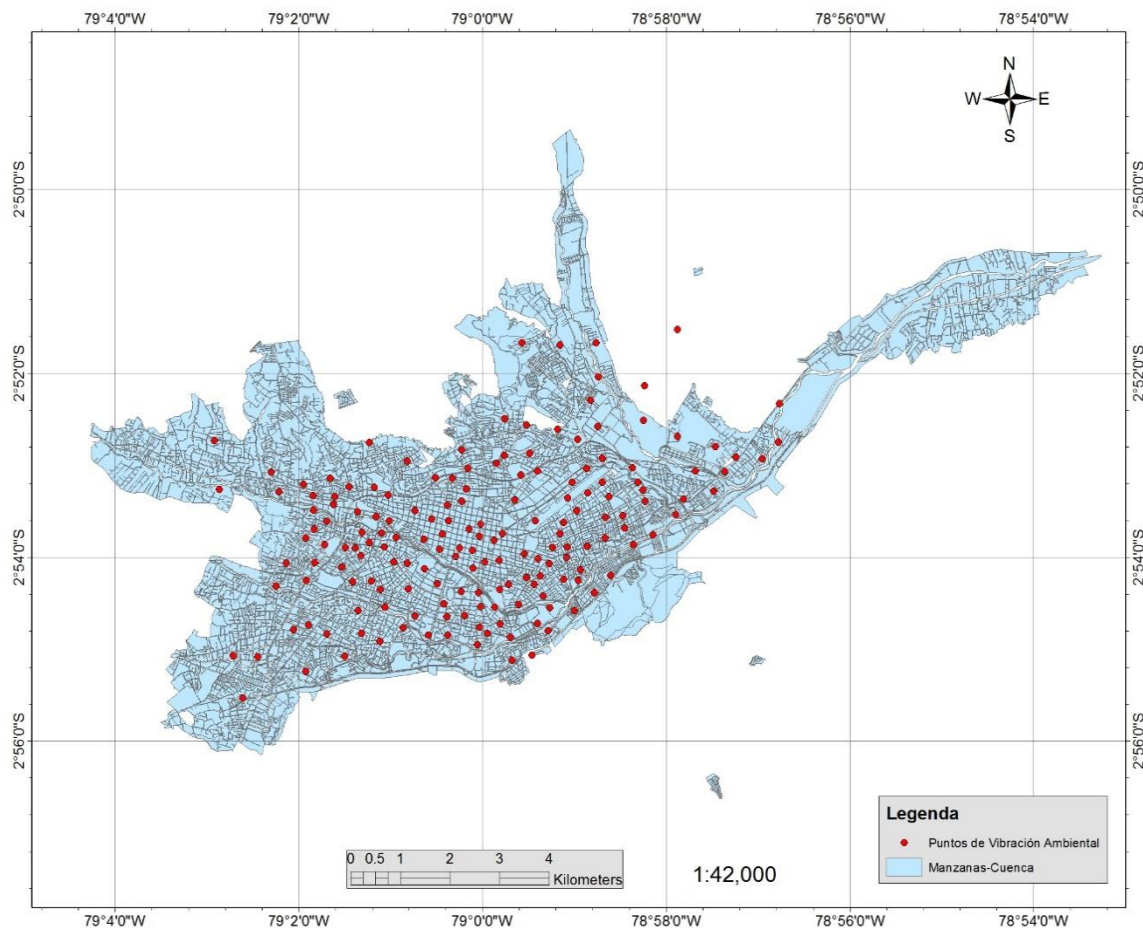 79°4'0"W 79°2'0"W 79°0'0"W 78°58'0"W 78°56'0"W 78°54'0"W
N
W E
S
2°50'0"S 2°50'0"S
2°52'0"S 2°52'0"S
2°54'0"S 2°54'0"S
2°56'0"S 2°56'0"S
Legenda
Puntos de Vibración Ambiental
Manzanas-Cuenca
0 0.5 1 2 3 4
Kilometers
1:42,000
79°4'0"W 79°2'0"W 79°0'0"W 78°58'0"W 78°56'0"W 78°54'0"W